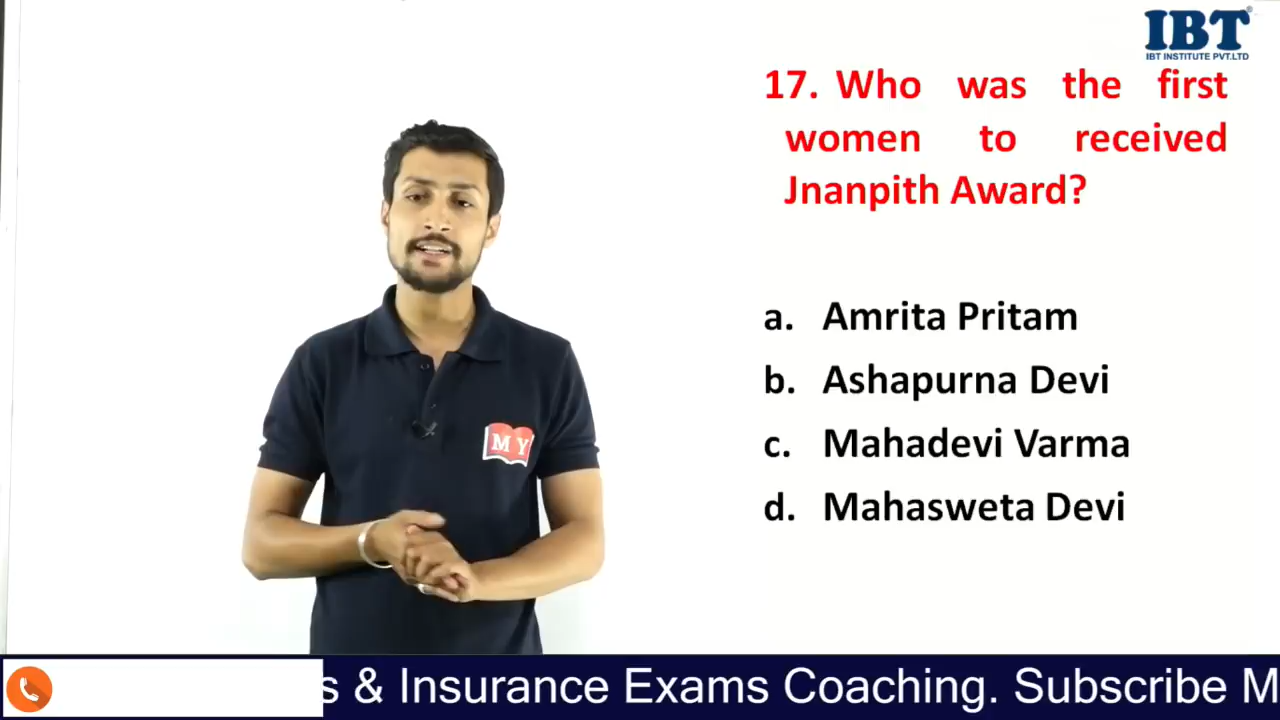 IBT
IBT INSTITUTE PVT.LTD
17. Who was the first
women to received
Jnanpith Award?
a. Amrita Pritam
b. Ashapurna Devi
c. Mahadevi Varma
d. Mahasweta Devi
M Y
s & Insurance Exams Coaching. Subscribe M